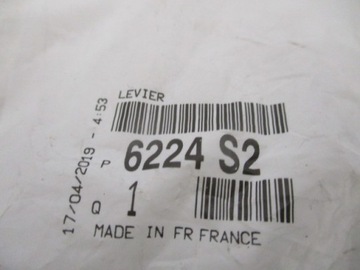 LEVIER
P 6224 S2
Q 1
MADE IN FR FRANCE
17/04/2019 - 4:53